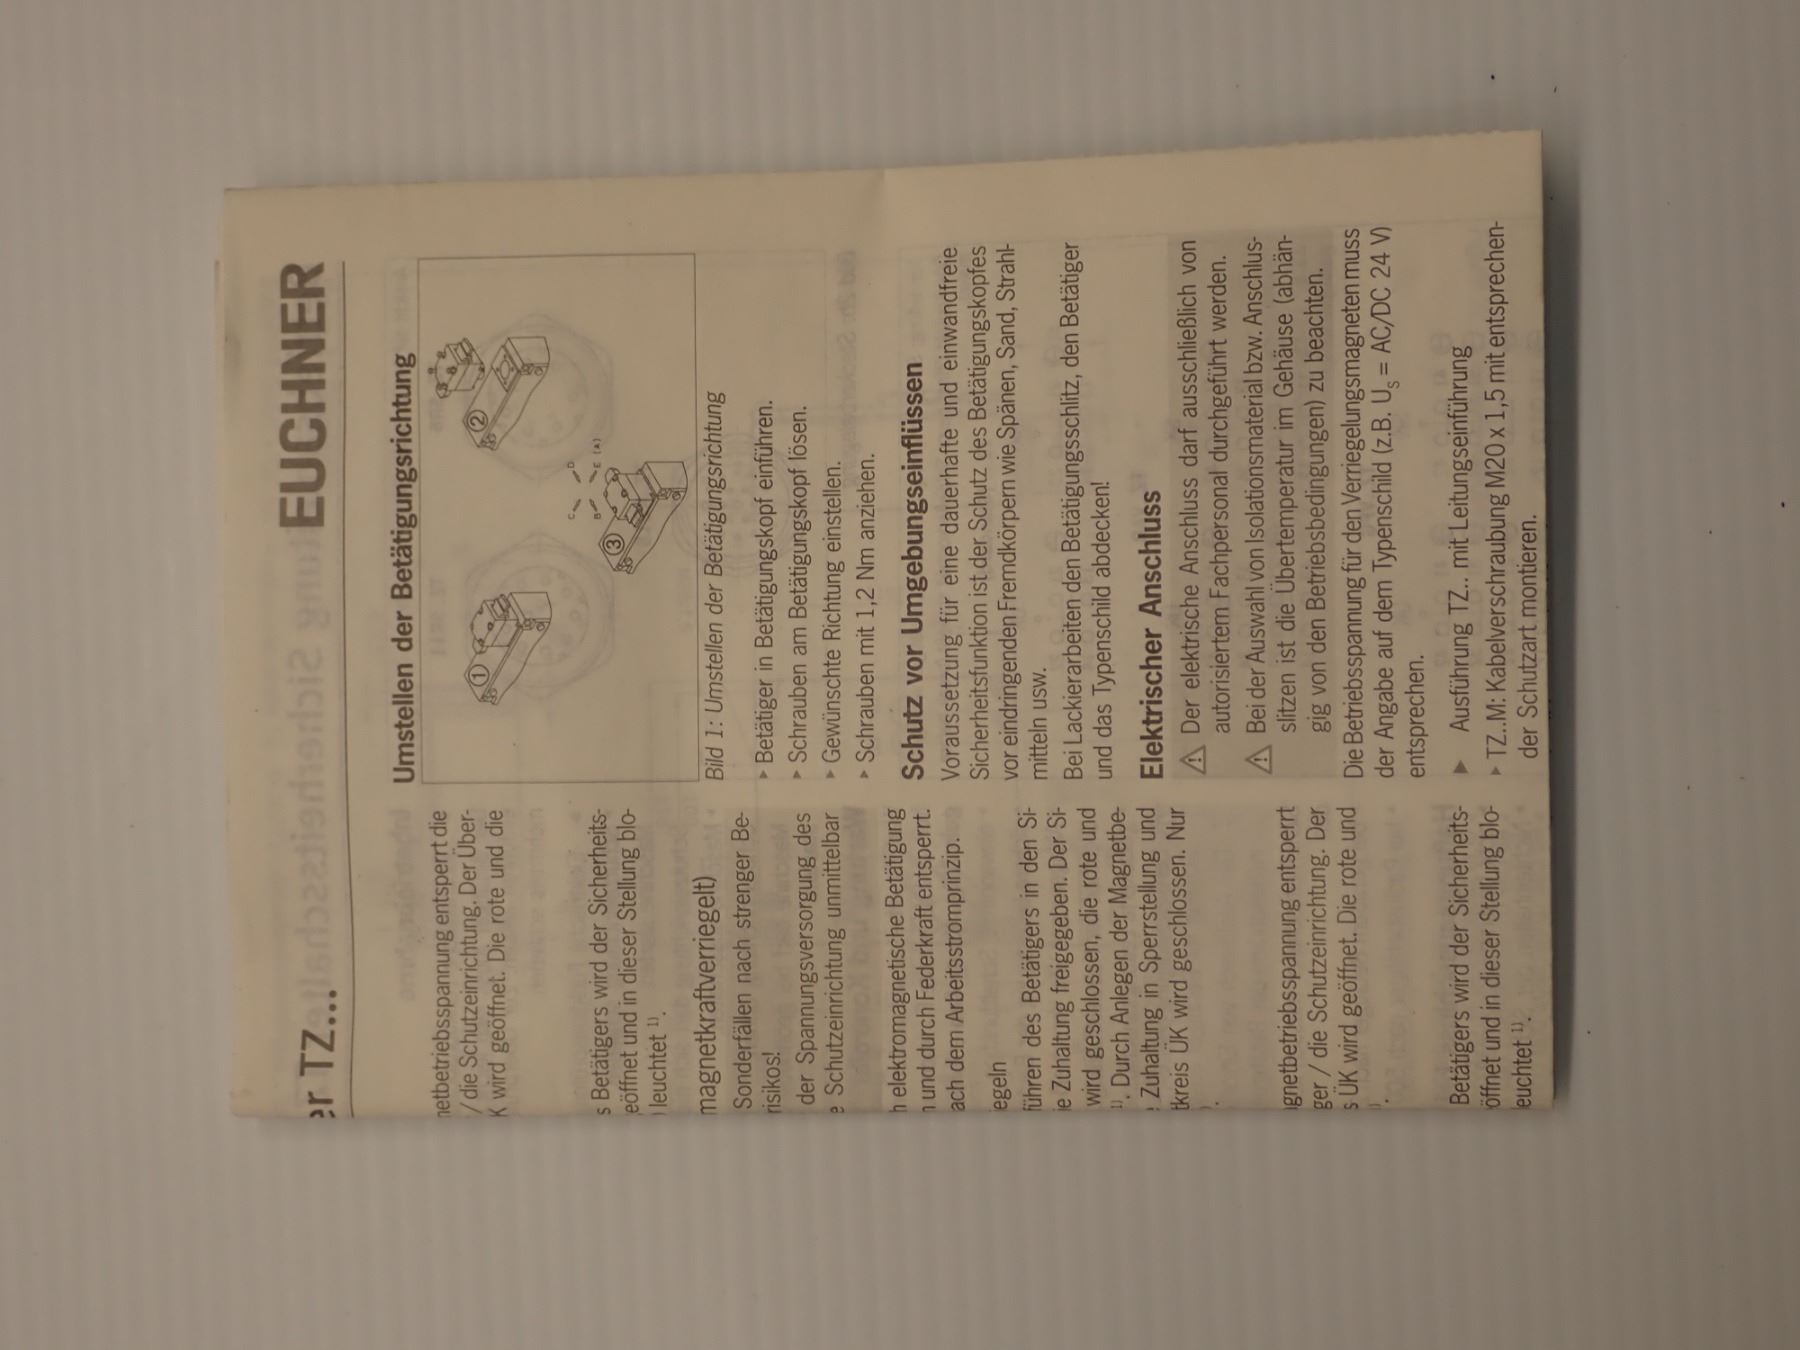 er TZ...
EUCHNER
netbetriebsspannung entsperrt die
/ die Schutzeinrichtung. Der Über-
K wird geöffnet. Die rote und die
s Betätigers wird der Sicherheits-
eöffnet und in dieser Stellung blo-
) leuchtet 1).
magnetkraftverriegelt)
Sonderfällen nach strenger Be-
risikos!
der Spannungsversorgung des
e Schutzeinrichtung unmittelbar
h elektromagnetische Betätigung
n und durch Federkraft entsperrt.
ach dem Arbeitsstromprinzip.
egeln
führen des Betätigers in den Si-
ie Zuhaltung freigegeben. Der Si-
wird geschlossen, die rote und
1). Durch Anlegen der Magnetbe-
e Zuhaltung in Sperrstellung und
tkreis ÜK wird geschlossen. Nur
).
gnetbetriebsspannung entsperrt
ger / die Schutzeinrichtung. Der
s ÜK wird geöffnet. Die rote und
).
Betätigers wird der Sicherheits-
öffnet und in dieser Stellung blo-
euchtet 1).
Umstellen der Betätigungsrichtung
1
2
3
C
D
B
E (A)
Bild 1: Umstellen der Betätigungsrichtung
▸ Betätiger in Betätigungskopf einführen.
▸ Schrauben am Betätigungskopf lösen.
▸ Gewünschte Richtung einstellen.
▸ Schrauben mit 1,2 Nm anziehen.
Schutz vor Umgebungseinflüssen
Voraussetzung für eine dauerhafte und einwandfreie
Sicherheitsfunktion ist der Schutz des Betätigungskopfes
vor eindringenden Fremdkörpern wie Spänen, Sand, Strahl-
mitteln usw.
Bei Lackierarbeiten den Betätigungsschlitz, den Betätiger
und das Typenschild abdecken!
Elektrischer Anschluss
⚠ Der elektrische Anschluss darf ausschließlich von
autorisiertem Fachpersonal durchgeführt werden.
⚠ Bei der Auswahl von Isolationsmaterial bzw. Anschlus-
slitzen ist die Übertemperatur im Gehäuse (abhän-
gig von den Betriebsbedingungen) zu beachten.
Die Betriebsspannung für den Verriegelungsmagneten muss
der Angabe auf dem Typenschild (z.B. US = AC/DC 24 V)
entsprechen.
▶ Ausführung TZ.. mit Leitungseinführung
▸ TZ..M: Kabelverschraubung M20 x 1,5 mit entsprechen-
der Schutzart montieren.